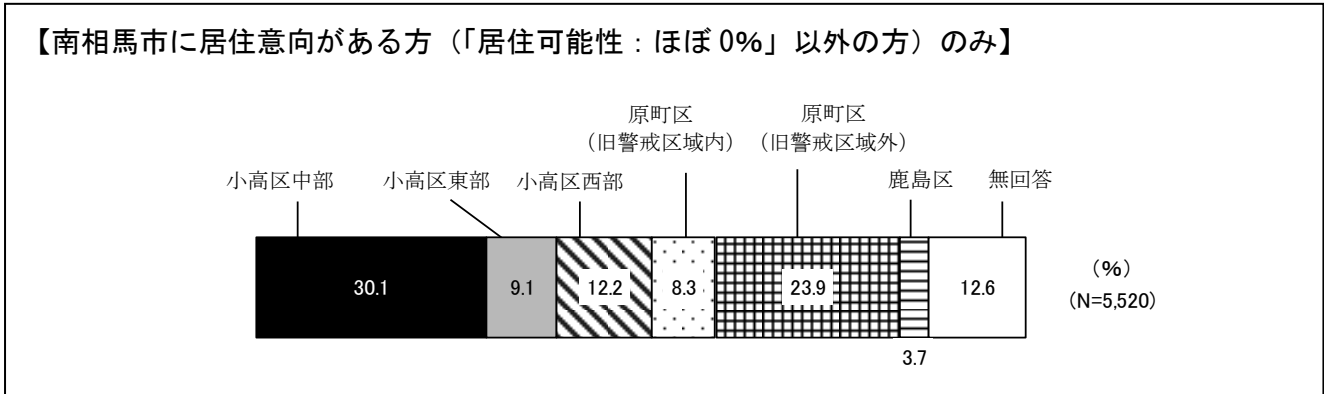 【南相馬市に居住意向がある方（「居住可能性：ほぼ0%」以外の方）のみ】
原町区 原町区
（旧警戒区域内） （旧警戒区域外）
小高区中部 小高区東部 小高区西部 鹿島区 無回答
30.1 9.1 12.2 8.3 23.9 12.6
（%）
（N=5,520）
3.7